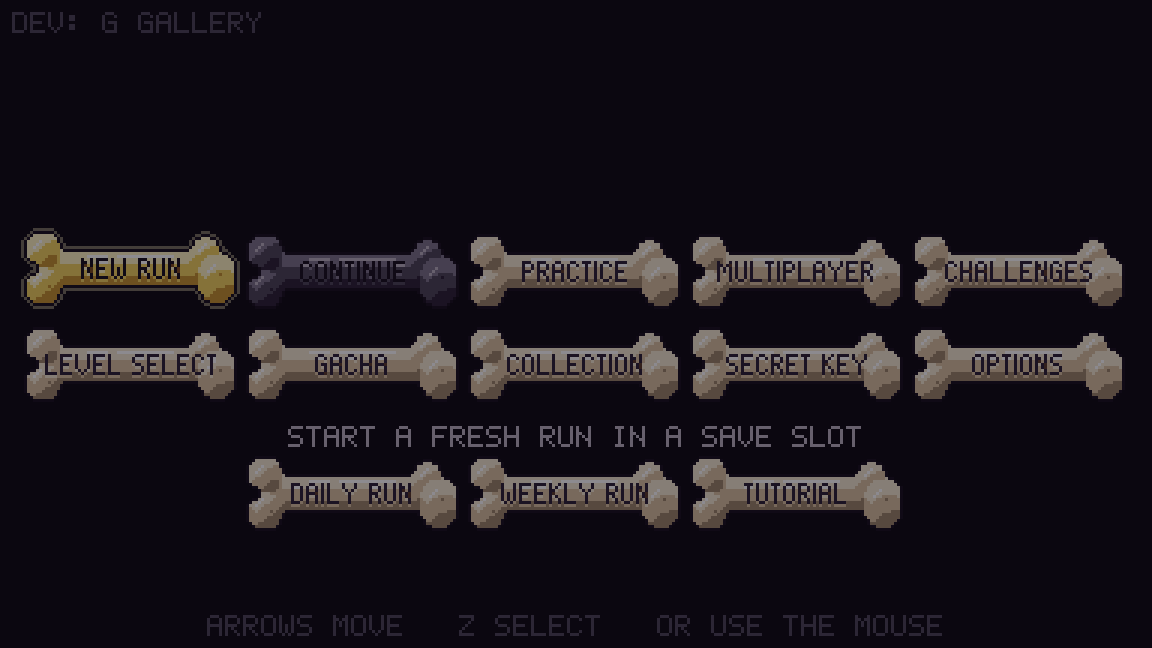 DEV: G GALLERY
NEW RUN CONTINUE PRACTICE MULTIPLAYER CHALLENGES
LEVEL SELECT GACHA COLLECTION SECRET KEY OPTIONS
START A FRESH RUN IN A SAVE SLOT
DAILY RUN WEEKLY RUN TUTORIAL
ARROWS MOVE Z SELECT OR USE THE MOUSE